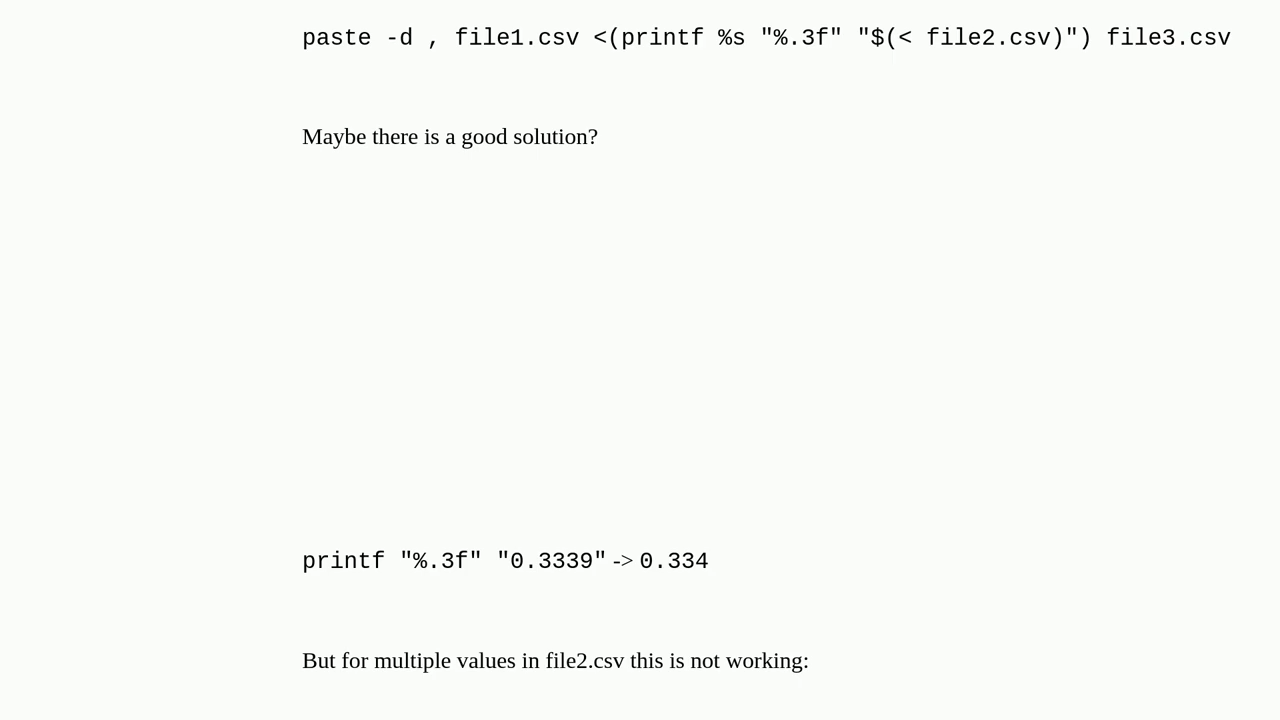 paste -d , file1.csv <(printf %s "%.3f" "$(< file2.csv)") file3.csv
Maybe there is a good solution?
printf "%.3f" "0.3339" -> 0.334
But for multiple values in file2.csv this is not working: